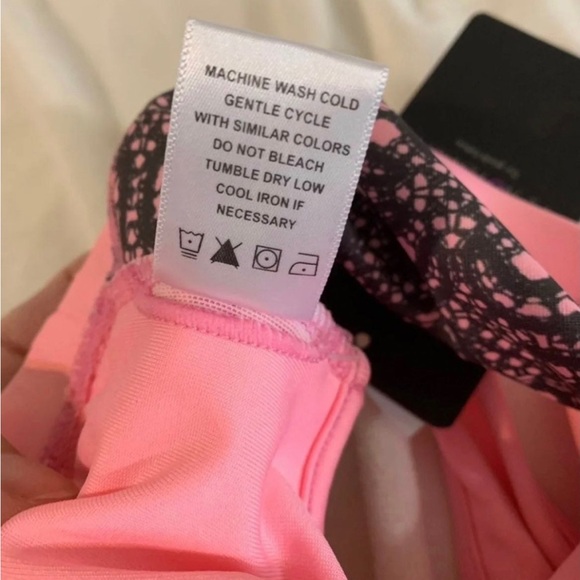 MACHINE WASH COLD
GENTLE CYCLE
WITH SIMILAR COLORS
DO NOT BLEACH
TUMBLE DRY LOW
COOL IRON IF
NECESSARY